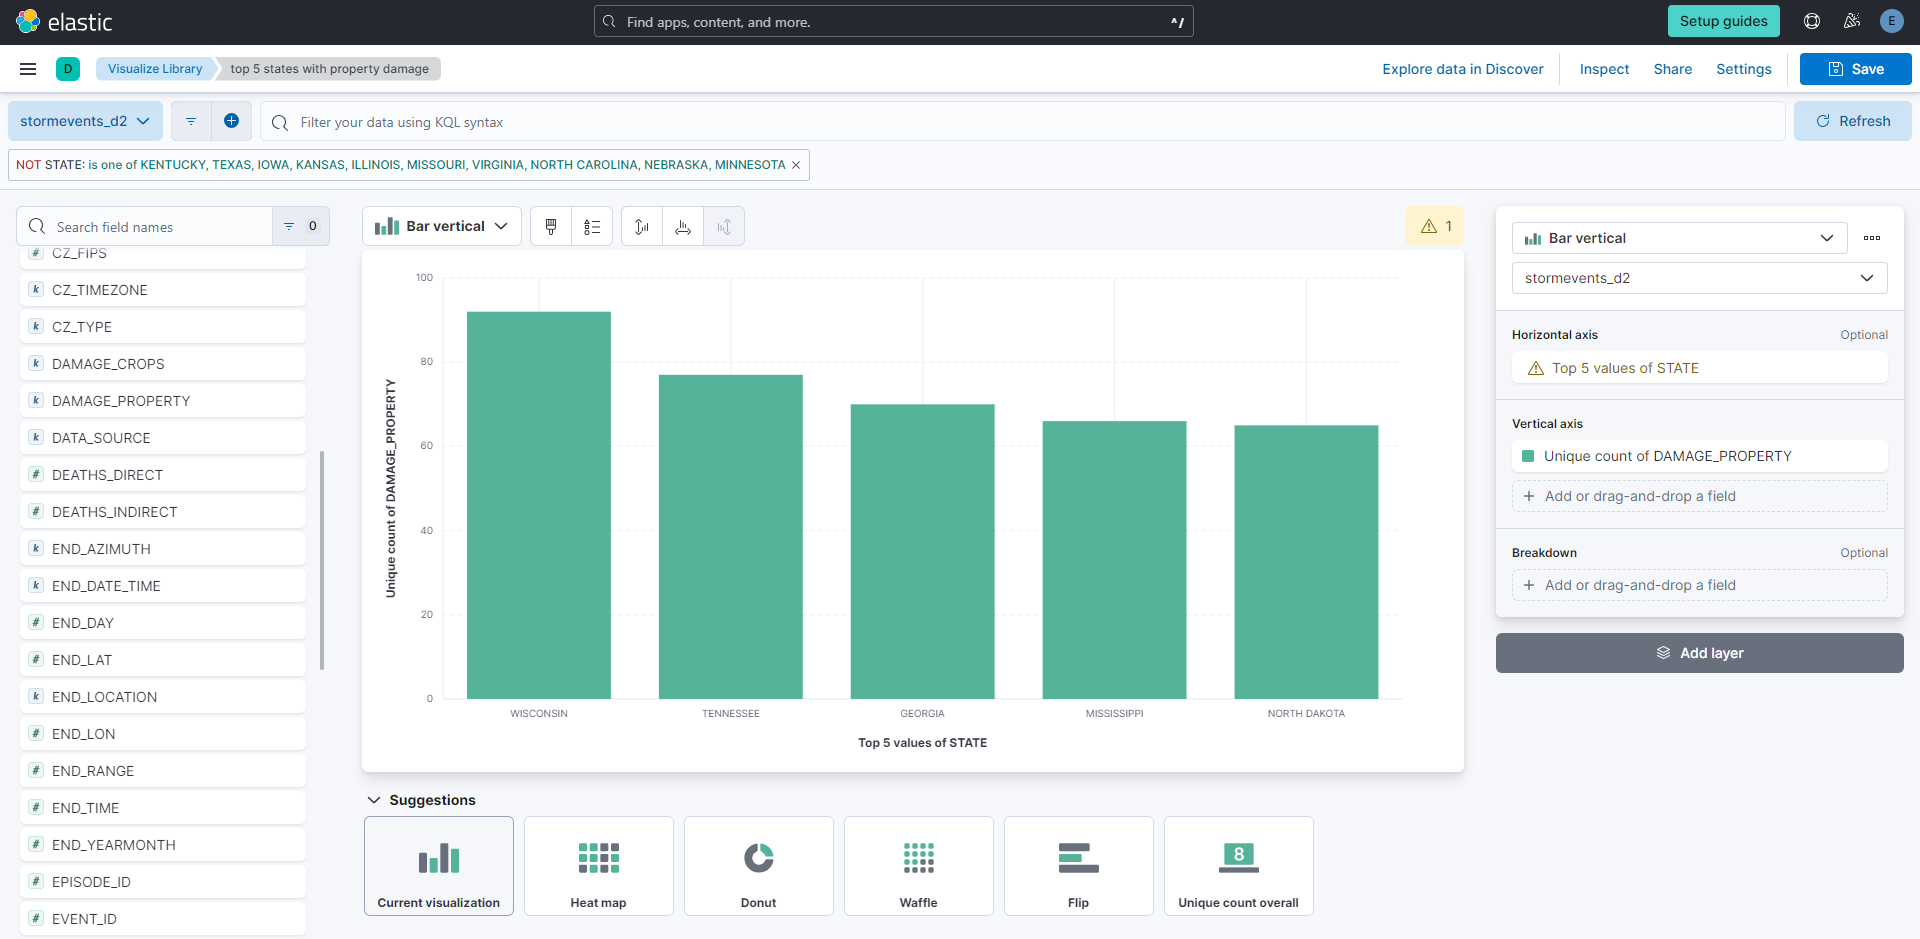 elastic
Find apps, content, and more.
^/
Setup guides
E
D
Visualize Library
top 5 states with property damage
Explore data in Discover
Inspect
Share
Settings
Save
stormevents_d2
Filter your data using KQL syntax
Refresh
NOT STATE: is one of KENTUCKY, TEXAS, IOWA, KANSAS, ILLINOIS, MISSOURI, VIRGINIA, NORTH CAROLINA, NEBRASKA, MINNESOTA
Search field names
0
# CZ_FIPS
k CZ_TIMEZONE
k CZ_TYPE
k DAMAGE_CROPS
k DAMAGE_PROPERTY
k DATA_SOURCE
# DEATHS_DIRECT
# DEATHS_INDIRECT
k END_AZIMUTH
k END_DATE_TIME
# END_DAY
# END_LAT
k END_LOCATION
# END_LON
# END_RANGE
# END_TIME
# END_YEARMONTH
# EPISODE_ID
# EVENT_ID
Bar vertical
1
100
80
60
40
20
0
Unique count of DAMAGE_PROPERTY
WISCONSIN
TENNESSEE
GEORGIA
MISSISSIPPI
NORTH DAKOTA
Top 5 values of STATE
Suggestions
Current visualization
Heat map
Donut
Waffle
Flip
8
Unique count overall
Bar vertical
stormevents_d2
Horizontal axis
Optional
Top 5 values of STATE
Vertical axis
Unique count of DAMAGE_PROPERTY
+ Add or drag-and-drop a field
Breakdown
Optional
+ Add or drag-and-drop a field
Add layer